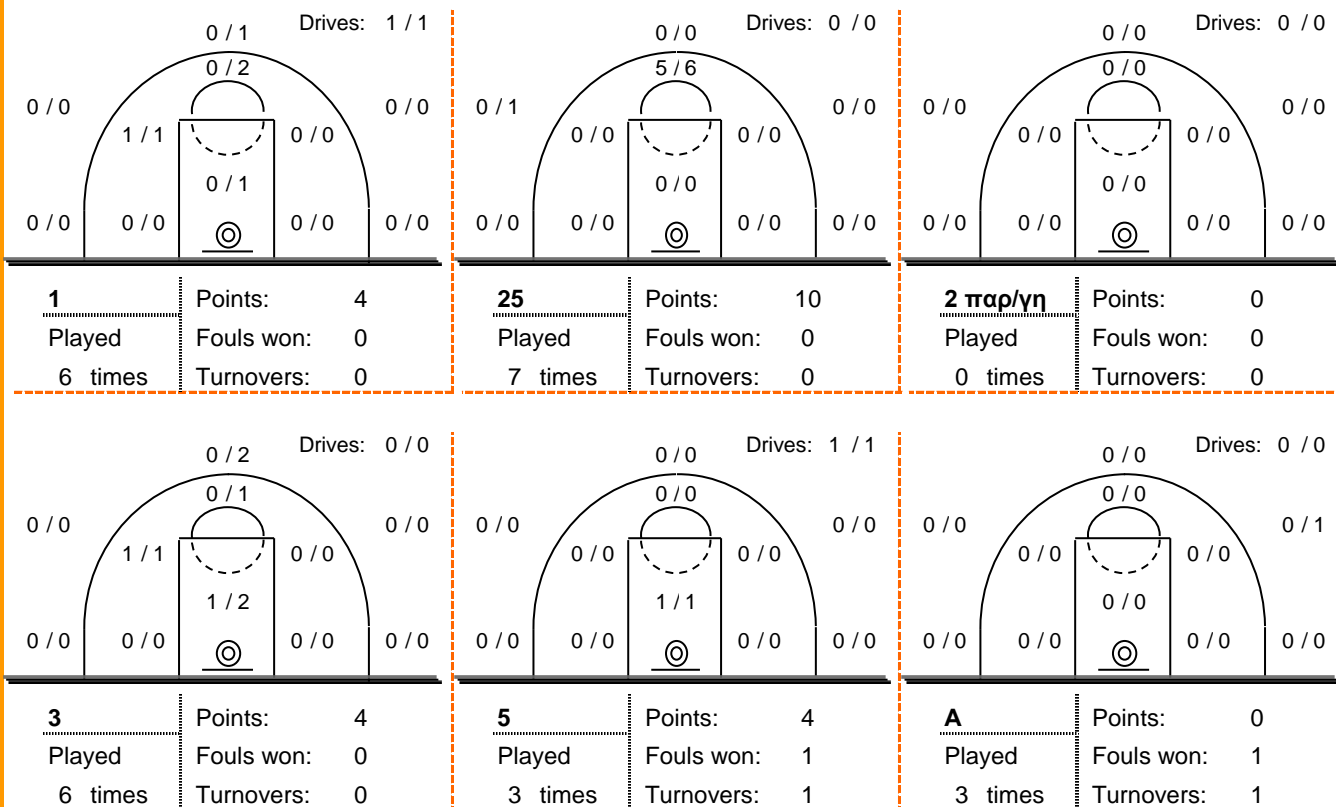 0 / 1 Drives: 1 / 1
0 / 2
0 / 0 0 / 0
1 / 1 0 / 0
0 / 1
0 / 0 0 / 0 0 / 0 0 / 0
1 Points: 4
Played Fouls won: 0
6 times Turnovers: 0
0 / 0 Drives: 0 / 0
5 / 6
0 / 1 0 / 0
0 / 0 0 / 0
0 / 0
0 / 0 0 / 0 0 / 0 0 / 0
25 Points: 10
Played Fouls won: 0
7 times Turnovers: 0
0 / 0 Drives: 0 / 0
0 / 0
0 / 0 0 / 0
0 / 0 0 / 0
0 / 0
0 / 0 0 / 0 0 / 0 0 / 0
2 παρ/γη Points: 0
Played Fouls won: 0
0 times Turnovers: 0
0 / 2 Drives: 0 / 0
0 / 1
0 / 0 0 / 0
1 / 1 0 / 0
1 / 2
0 / 0 0 / 0 0 / 0 0 / 0
3 Points: 4
Played Fouls won: 0
6 times Turnovers: 0
0 / 0 Drives: 1 / 1
0 / 0
0 / 0 0 / 0
0 / 0 0 / 0
1 / 1
0 / 0 0 / 0 0 / 0 0 / 0
5 Points: 4
Played Fouls won: 1
3 times Turnovers: 1
0 / 0 Drives: 0 / 0
0 / 0
0 / 0 0 / 1
0 / 0 0 / 0
0 / 0
0 / 0 0 / 0 0 / 0 0 / 0
A Points: 0
Played Fouls won: 1
3 times Turnovers: 1